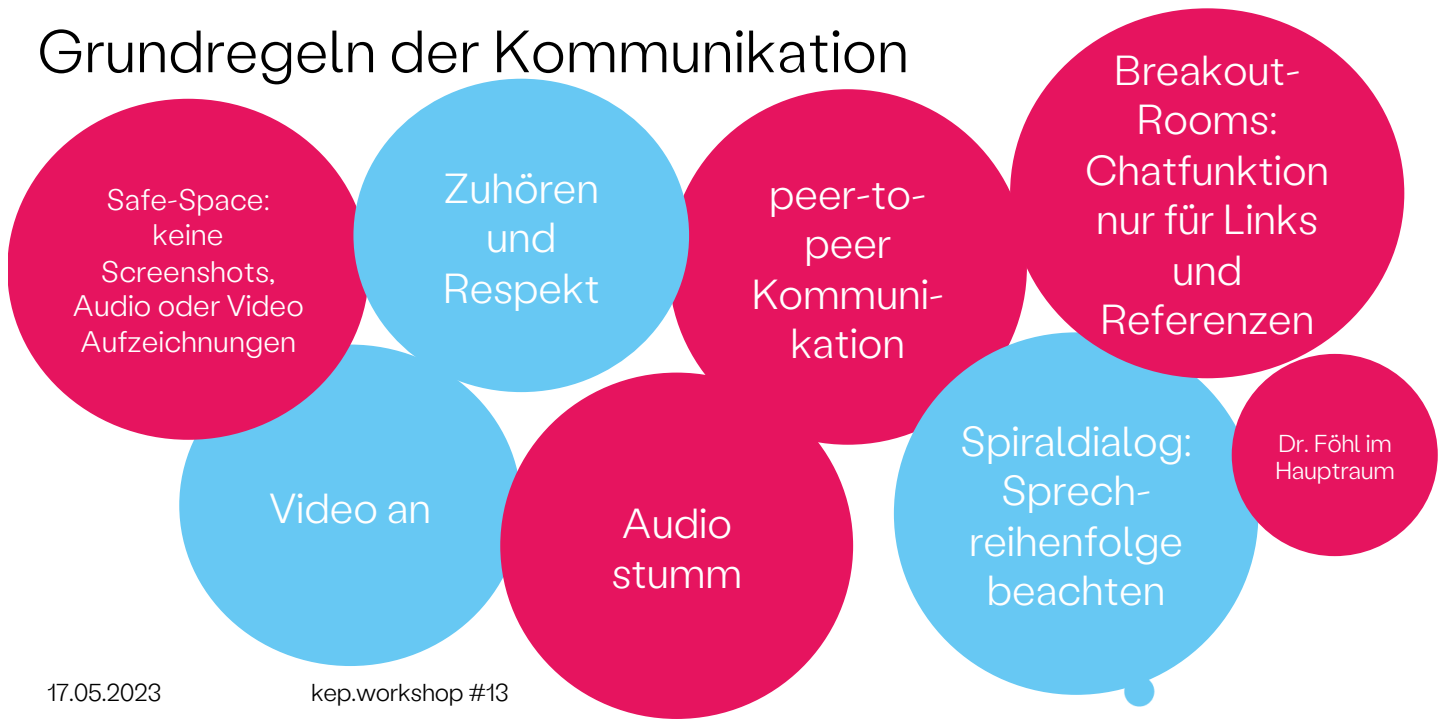 Grundregeln der Kommunikation
Safe-Space:
keine
Screenshots,
Audio oder Video
Aufzeichnungen
Zuhören
und
Respekt
peer-to-
peer
Kommuni-
kation
Breakout-
Rooms:
Chatfunktion
nur für Links
und
Referenzen
Video an
Audio
stumm
Spiraldialog:
Sprech-
reihenfolge
beachten
Dr. Föhl im
Hauptraum
17.05.2023
kep.workshop #13